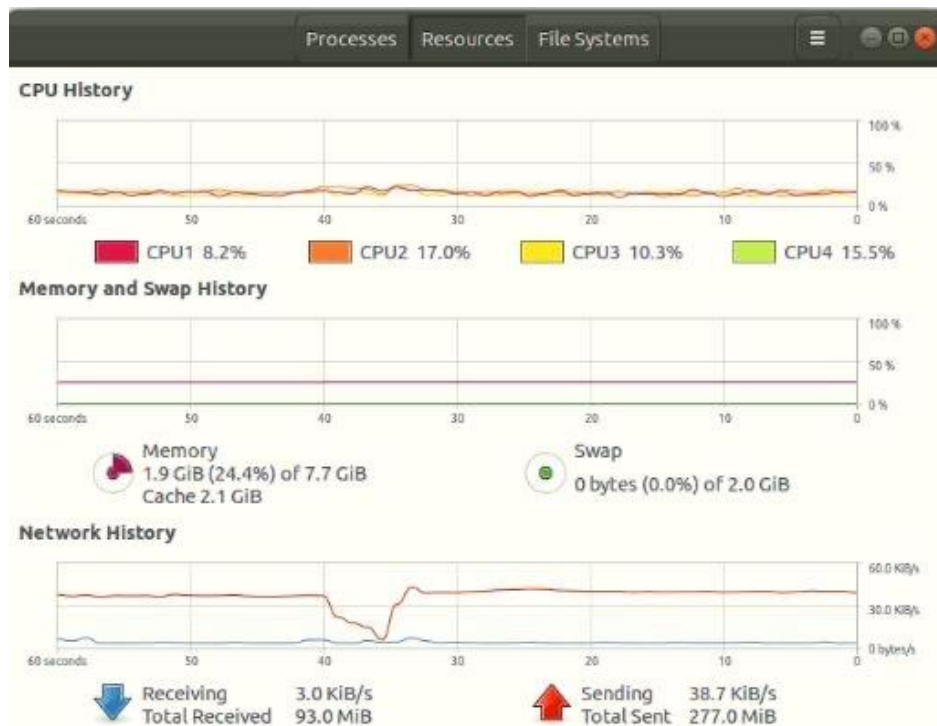 Processes Resources File Systems
CPU History
100 %
50 %
0 %
60 seconds 50 40 30 20 10 0
CPU1 8.2% CPU2 17.0% CPU3 10.3% CPU4 15.5%
Memory and Swap History
100 %
50 %
0 %
60 seconds 50 40 30 20 10 0
Memory
1.9 GiB (24.4%) of 7.7 GiB
Cache 2.1 GiB
Swap
0 bytes (0.0%) of 2.0 GiB
Network History
60.0 KiB/s
30.0 KiB/s
0 bytes/s
60 seconds 50 40 30 20 10 0
Receiving 3.0 KiB/s
Total Received 93.0 MiB
Sending 38.7 KiB/s
Total Sent 277.0 MiB